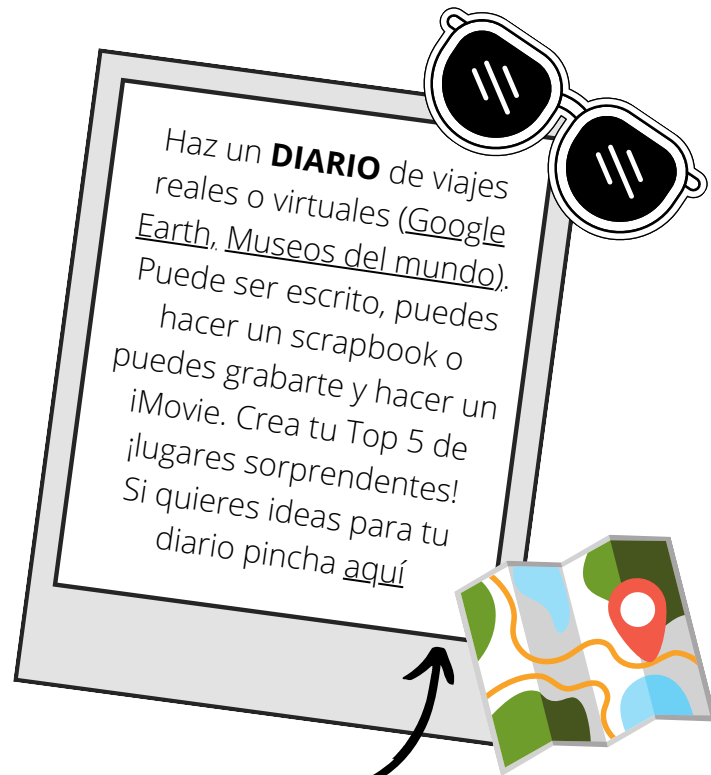 Haz un DIARIO de viajes
reales o virtuales (Google
Earth, Museos del mundo).
Puede ser escrito, puedes
hacer un scrapbook o
puedes grabarte y hacer un
iMovie. Crea tu Top 5 de
¡lugares sorprendentes!
Si quieres ideas para tu
diario pincha aquí